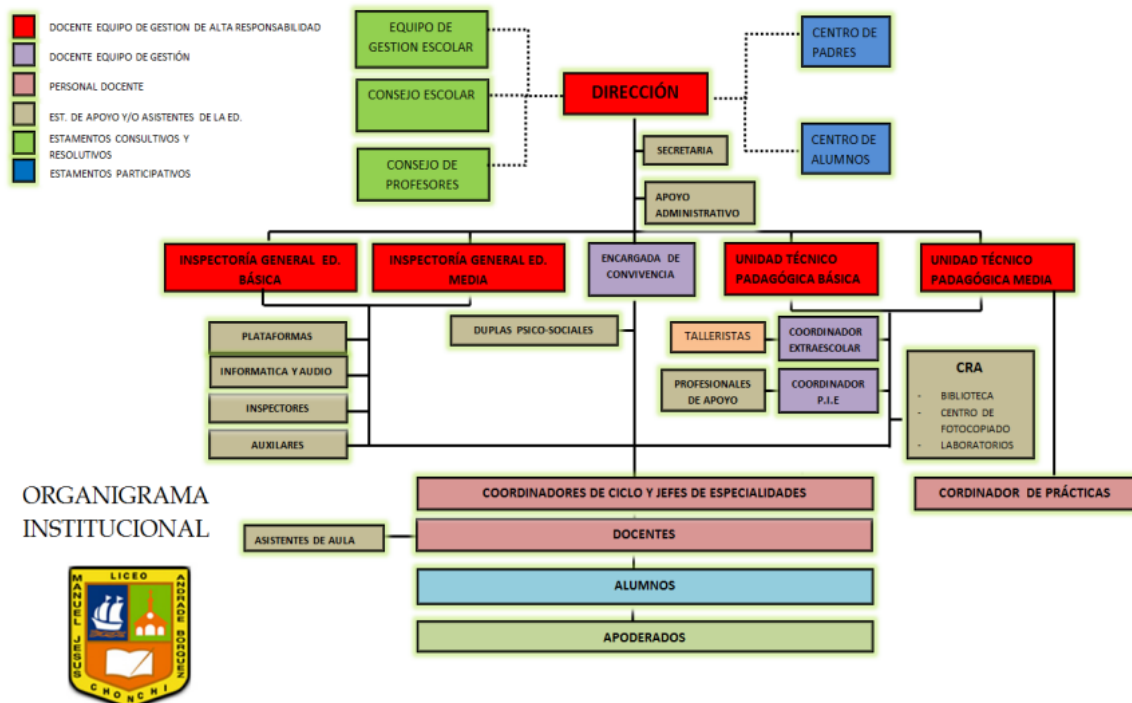 DOCENTE EQUIPO DE GESTION DE ALTA RESPONSABILIDAD
DOCENTE EQUIPO DE GESTIÓN
PERSONAL DOCENTE
EST. DE APOYO Y/O ASISTENTES DE LA ED.
ESTAMENTOS CONSULTIVOS Y
RESOLUTIVOS
ESTAMENTOS PARTICIPATIVOS
EQUIPO DE
GESTION ESCOLAR
CONSEJO ESCOLAR
CONSEJO DE
PROFESORES
DIRECCIÓN
CENTRO DE
PADRES
CENTRO DE
ALUMNOS
SECRETARIA
APOYO
ADMINISTRATIVO
INSPECTORÍA GENERAL ED.
BÁSICA
INSPECTORÍA GENERAL ED.
MEDIA
ENCARGADA DE
CONVIVENCIA
UNIDAD TÉCNICO
PADAGÓGICA BÁSICA
UNIDAD TÉCNICO
PADAGÓGICA MEDIA
PLATAFORMAS
INFORMATICA Y AUDIO
INSPECTORES
AUXILARES
DUPLAS PSICO-SOCIALES
TALLERISTAS
COORDINADOR
EXTRAESCOLAR
PROFESIONALES
DE APOYO
COORDINADOR
P.I.E
CRA
- BIBLIOTECA
- CENTRO DE
FOTOCOPIADO
- LABORATORIOS
COORDINADORES DE CICLO Y JEFES DE ESPECIALIDADES
CORDINADOR DE PRÁCTICAS
ASISTENTES DE AULA
DOCENTES
ALUMNOS
APODERADOS
ORGANIGRAMA
INSTITUCIONAL
LICEO
MANUEL JESUS
ANDRADE BORQUEZ
CHONCHI